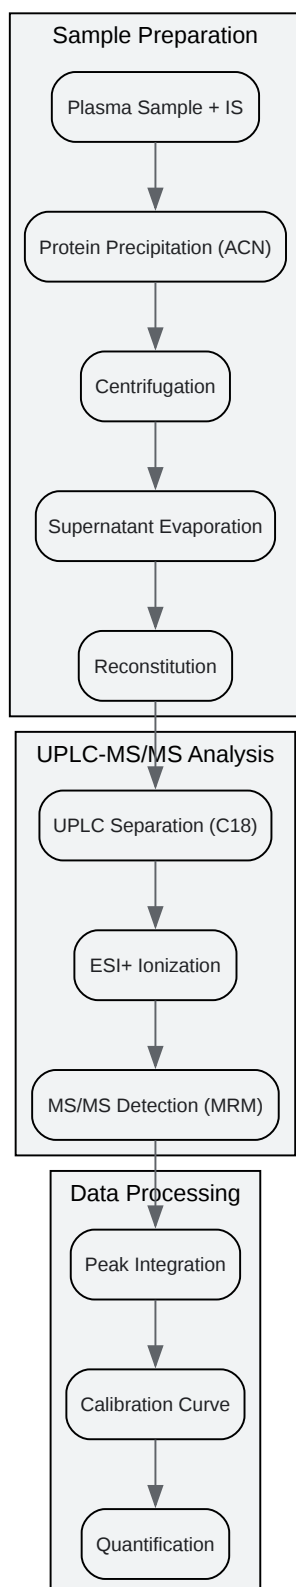 Sample Preparation
Plasma Sample + IS
Protein Precipitation (ACN)
Centrifugation
Supernatant Evaporation
Reconstitution
UPLC-MS/MS Analysis
UPLC Separation (C18)
ESI+ Ionization
MS/MS Detection (MRM)
Data Processing
Peak Integration
Calibration Curve
Quantification